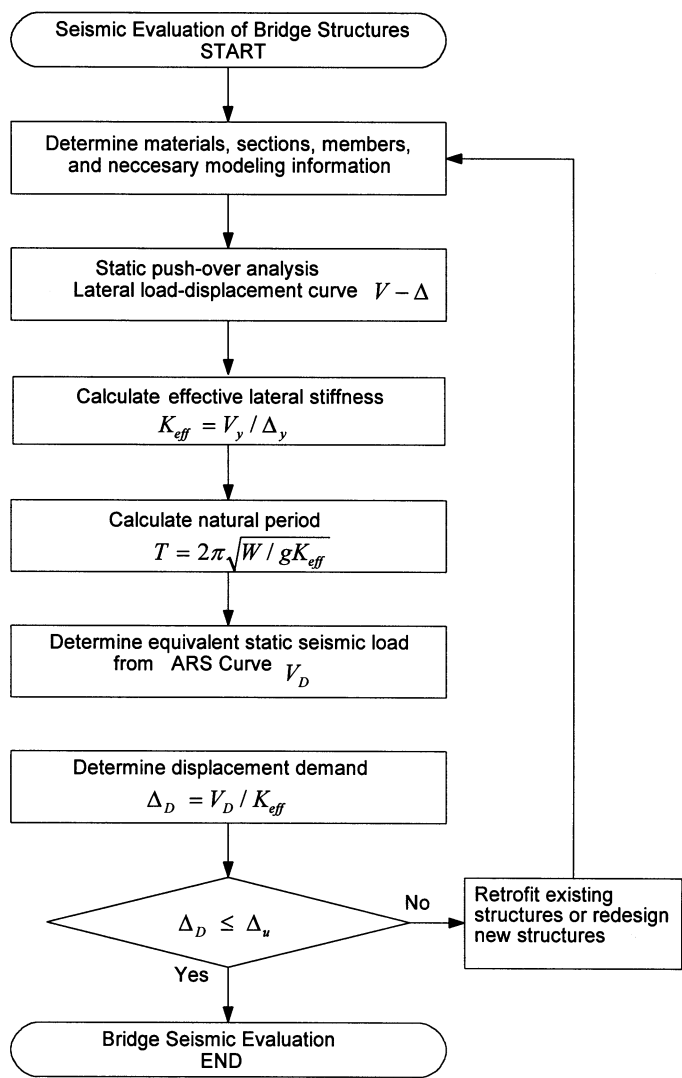 Seismic Evaluation of Bridge Structures
START
Determine materials, sections, members,
and neccesary modeling information
Static push-over analysis
Lateral load-displacement curve V − Δ
Calculate effective lateral stiffness
K_eff = V_y / Δ_y
Calculate natural period
T = 2π√(W / gK_eff)
Determine equivalent static seismic load
from ARS Curve V_D
Determine displacement demand
Δ_D = V_D / K_eff
Δ_D ≤ Δ_u
No
Retrofit existing
structures or redesign
new structures
Yes
Bridge Seismic Evaluation
END